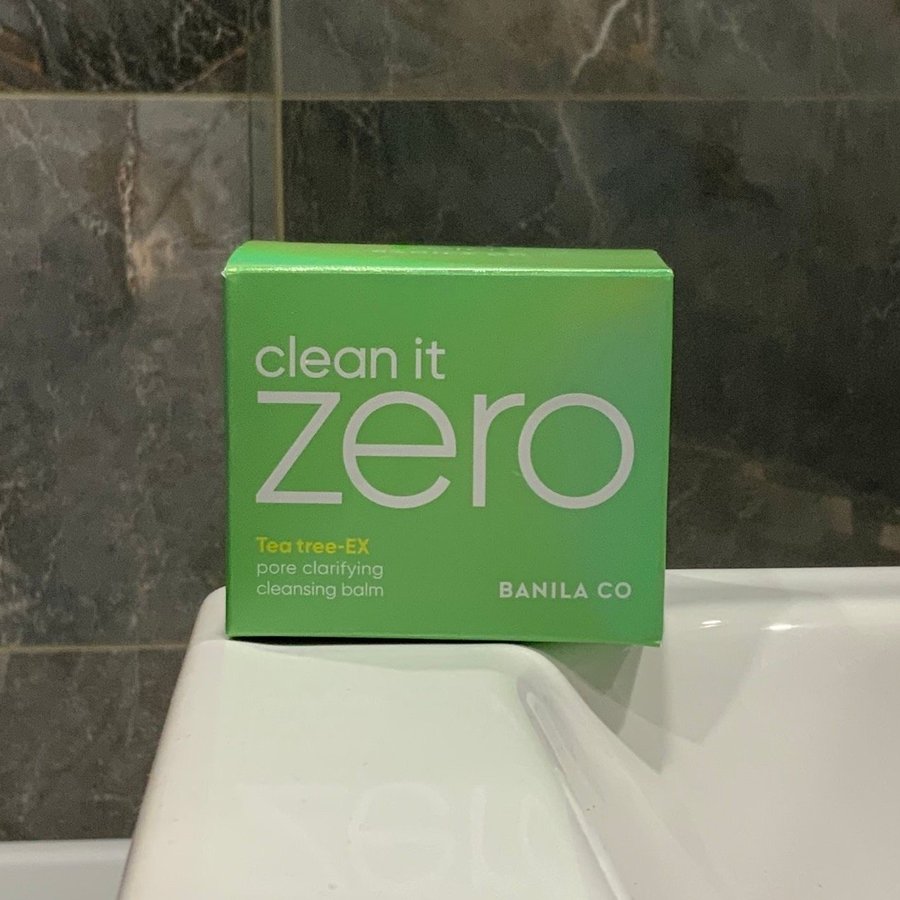 clean it
zero
Tea tree-EX
pore clarifying
cleansing balm
BANILA CO